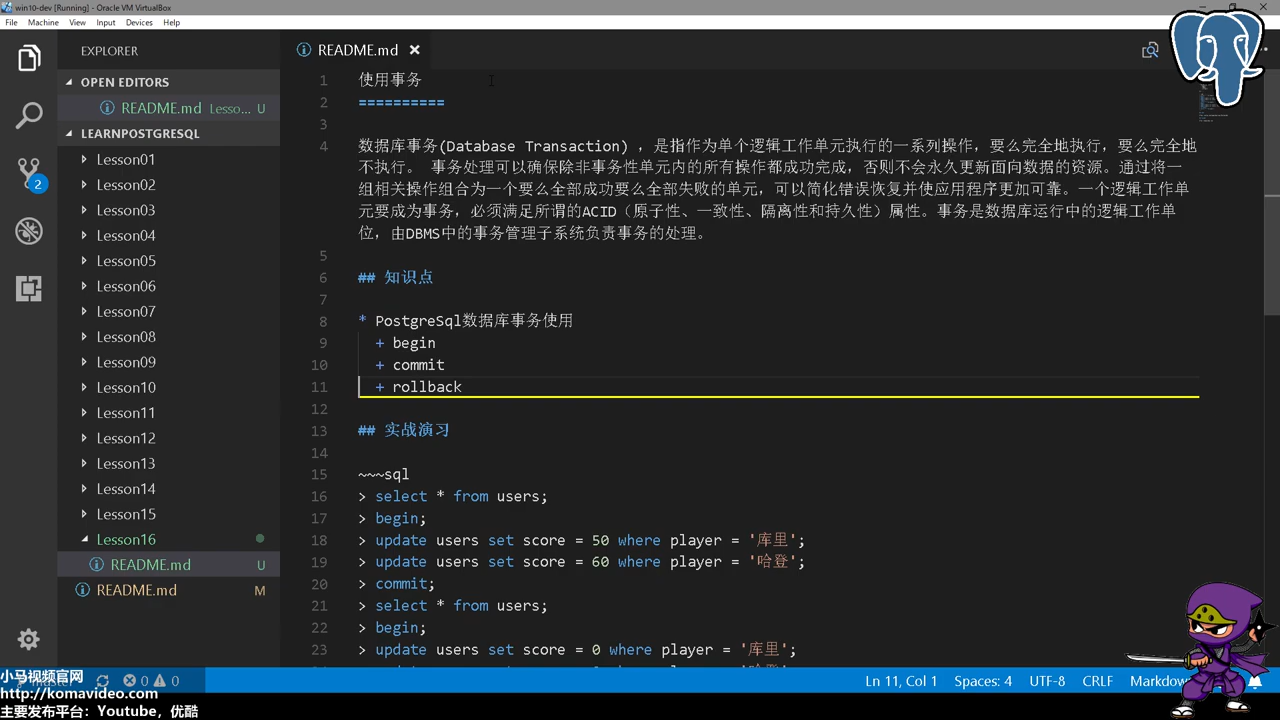 win10-dev [Running] - Oracle VM VirtualBox
File Machine View Input Devices Help
EXPLORER
OPEN EDITORS
README.md Lesso... U
LEARNPOSTGRESQL
Lesson01
Lesson02
Lesson03
Lesson04
Lesson05
Lesson06
Lesson07
Lesson08
Lesson09
Lesson10
Lesson11
Lesson12
Lesson13
Lesson14
Lesson15
Lesson16
README.md U
README.md M
2
README.md
1 使用事务
2 ==========
3
4 数据库事务(Database Transaction) ，是指作为单个逻辑工作单元执行的一系列操作，要么完全地执行，要么完全地
不执行。 事务处理可以确保除非事务性单元内的所有操作都成功完成，否则不会永久更新面向数据的资源。通过将一
组相关操作组合为一个要么全部成功要么全部失败的单元，可以简化错误恢复并使应用程序更加可靠。一个逻辑工作单
元要成为事务，必须满足所谓的ACID（原子性、一致性、隔离性和持久性）属性。事务是数据库运行中的逻辑工作单
位，由DBMS中的事务管理子系统负责事务的处理。
5
6 ## 知识点
7
8 * PostgreSql数据库事务使用
9 + begin
10 + commit
11 + rollback
12
13 ## 实战演习
14
15 ~~~sql
16 > select * from users;
17 > begin;
18 > update users set score = 50 where player = '库里';
19 > update users set score = 60 where player = '哈登';
20 > commit;
21 > select * from users;
22 > begin;
23 > update users set score = 0 where player = '库里';
0 0 Ln 11, Col 1 Spaces: 4 UTF-8 CRLF Markdow
小马视频官网
http://komavideo.com
主要发布平台：Youtube，优酷